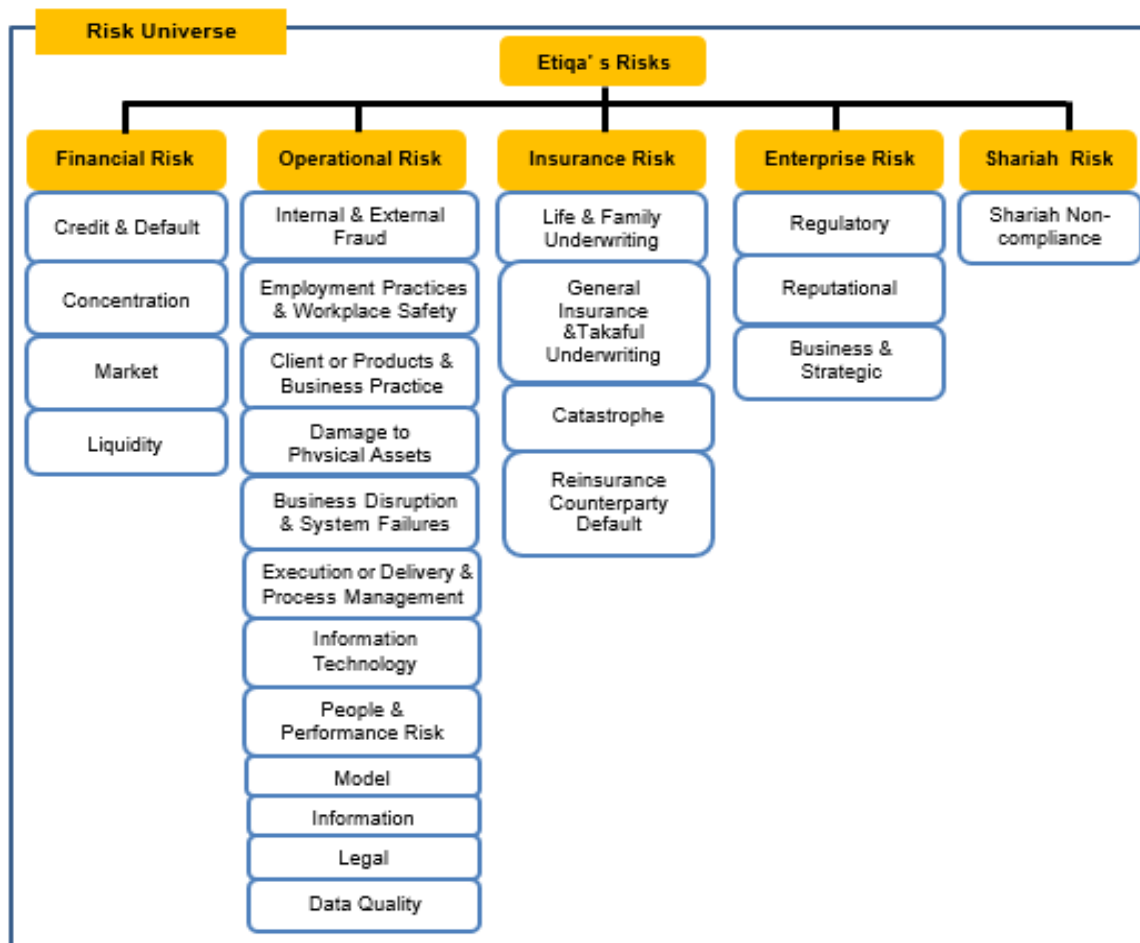 Risk Universe
Etiqa' s Risks
Financial Risk
Credit & Default
Concentration
Market
Liquidity
Operational Risk
Internal & External
Fraud
Employment Practices
& Workplace Safety
Client or Products &
Business Practice
Damage to
Physical Assets
Business Disruption
& System Failures
Execution or Delivery &
Process Management
Information
Technology
People &
Performance Risk
Model
Information
Legal
Data Quality
Insurance Risk
Life & Family
Underwriting
General
Insurance
&Takaful
Underwriting
Catastrophe
Reinsurance
Counterparty
Default
Enterprise Risk
Regulatory
Reputational
Business &
Strategic
Shariah Risk
Shariah Non-
compliance